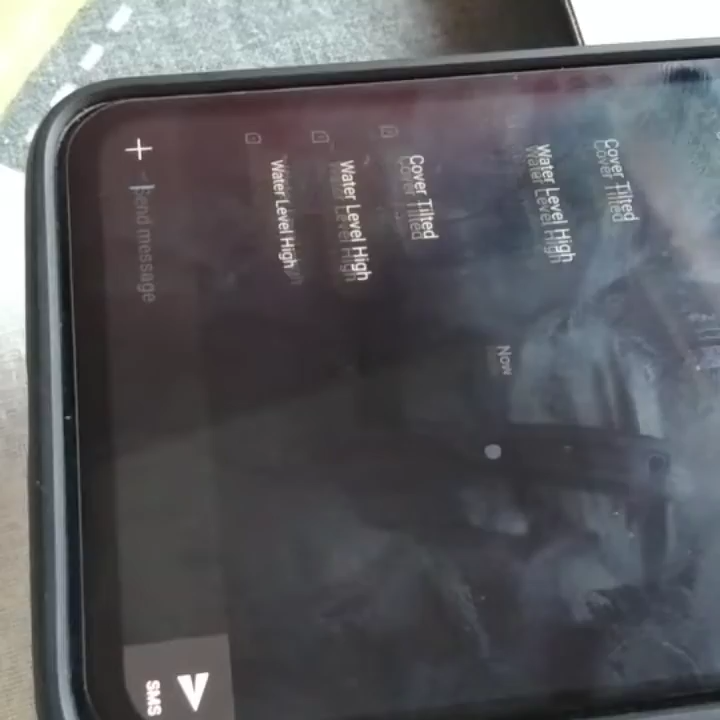 Cover Tilted
Water Level High
Now
Cover Tilted
Water Level High
Water Level High
Send message
SMS